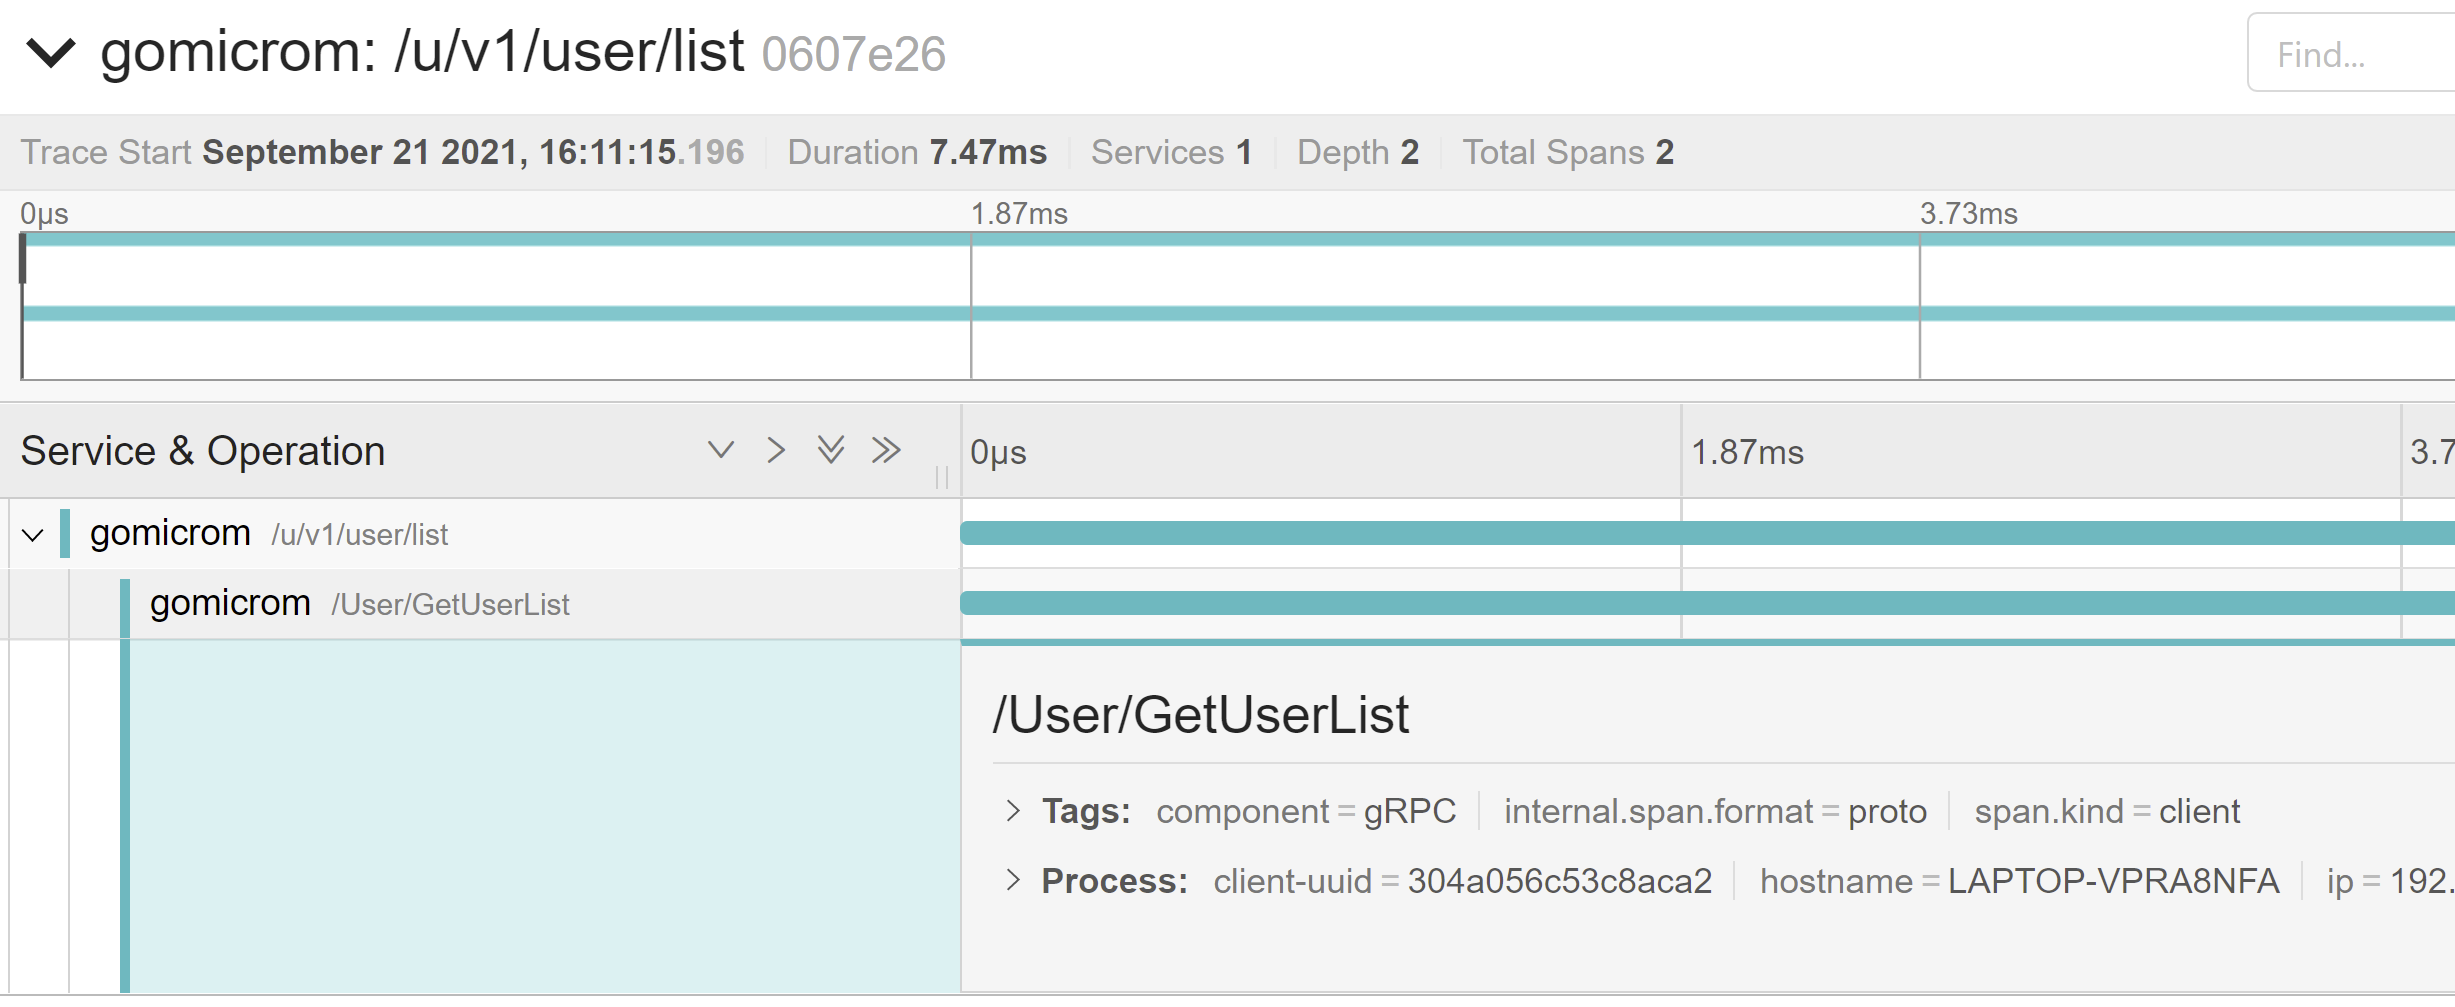 gomicrom: /u/v1/user/list 0607e26
Find...
Trace Start September 21 2021, 16:11:15.196 Duration 7.47ms Services 1 Depth 2 Total Spans 2
0μs 1.87ms 3.73ms
Service & Operation 0μs 1.87ms 3.7
gomicrom /u/v1/user/list
gomicrom /User/GetUserList
/User/GetUserList
Tags: component = gRPC internal.span.format = proto span.kind = client
Process: client-uuid = 304a056c53c8aca2 hostname = LAPTOP-VPRA8NFA ip = 192.